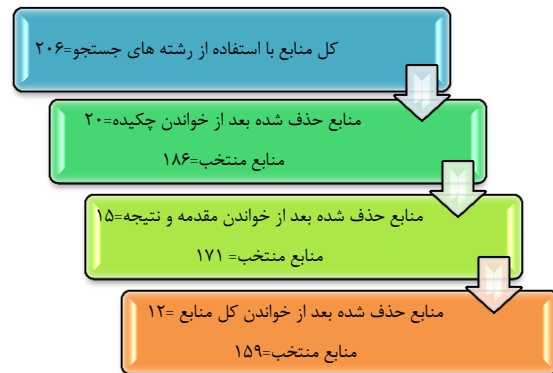 کل منابع با استفاده از رشته های جستجو=۲۰۶
منابع حذف شده بعد از خواندن چکیده=۲۰
منابع منتخب=۱۸۶
منابع حذف شده بعد از خواندن مقدمه و نتیجه=۱۵
منابع منتخب= ۱۷۱
منابع حذف شده بعد از خواندن کل منابع =۱۲
منابع منتخب=۱۵۹